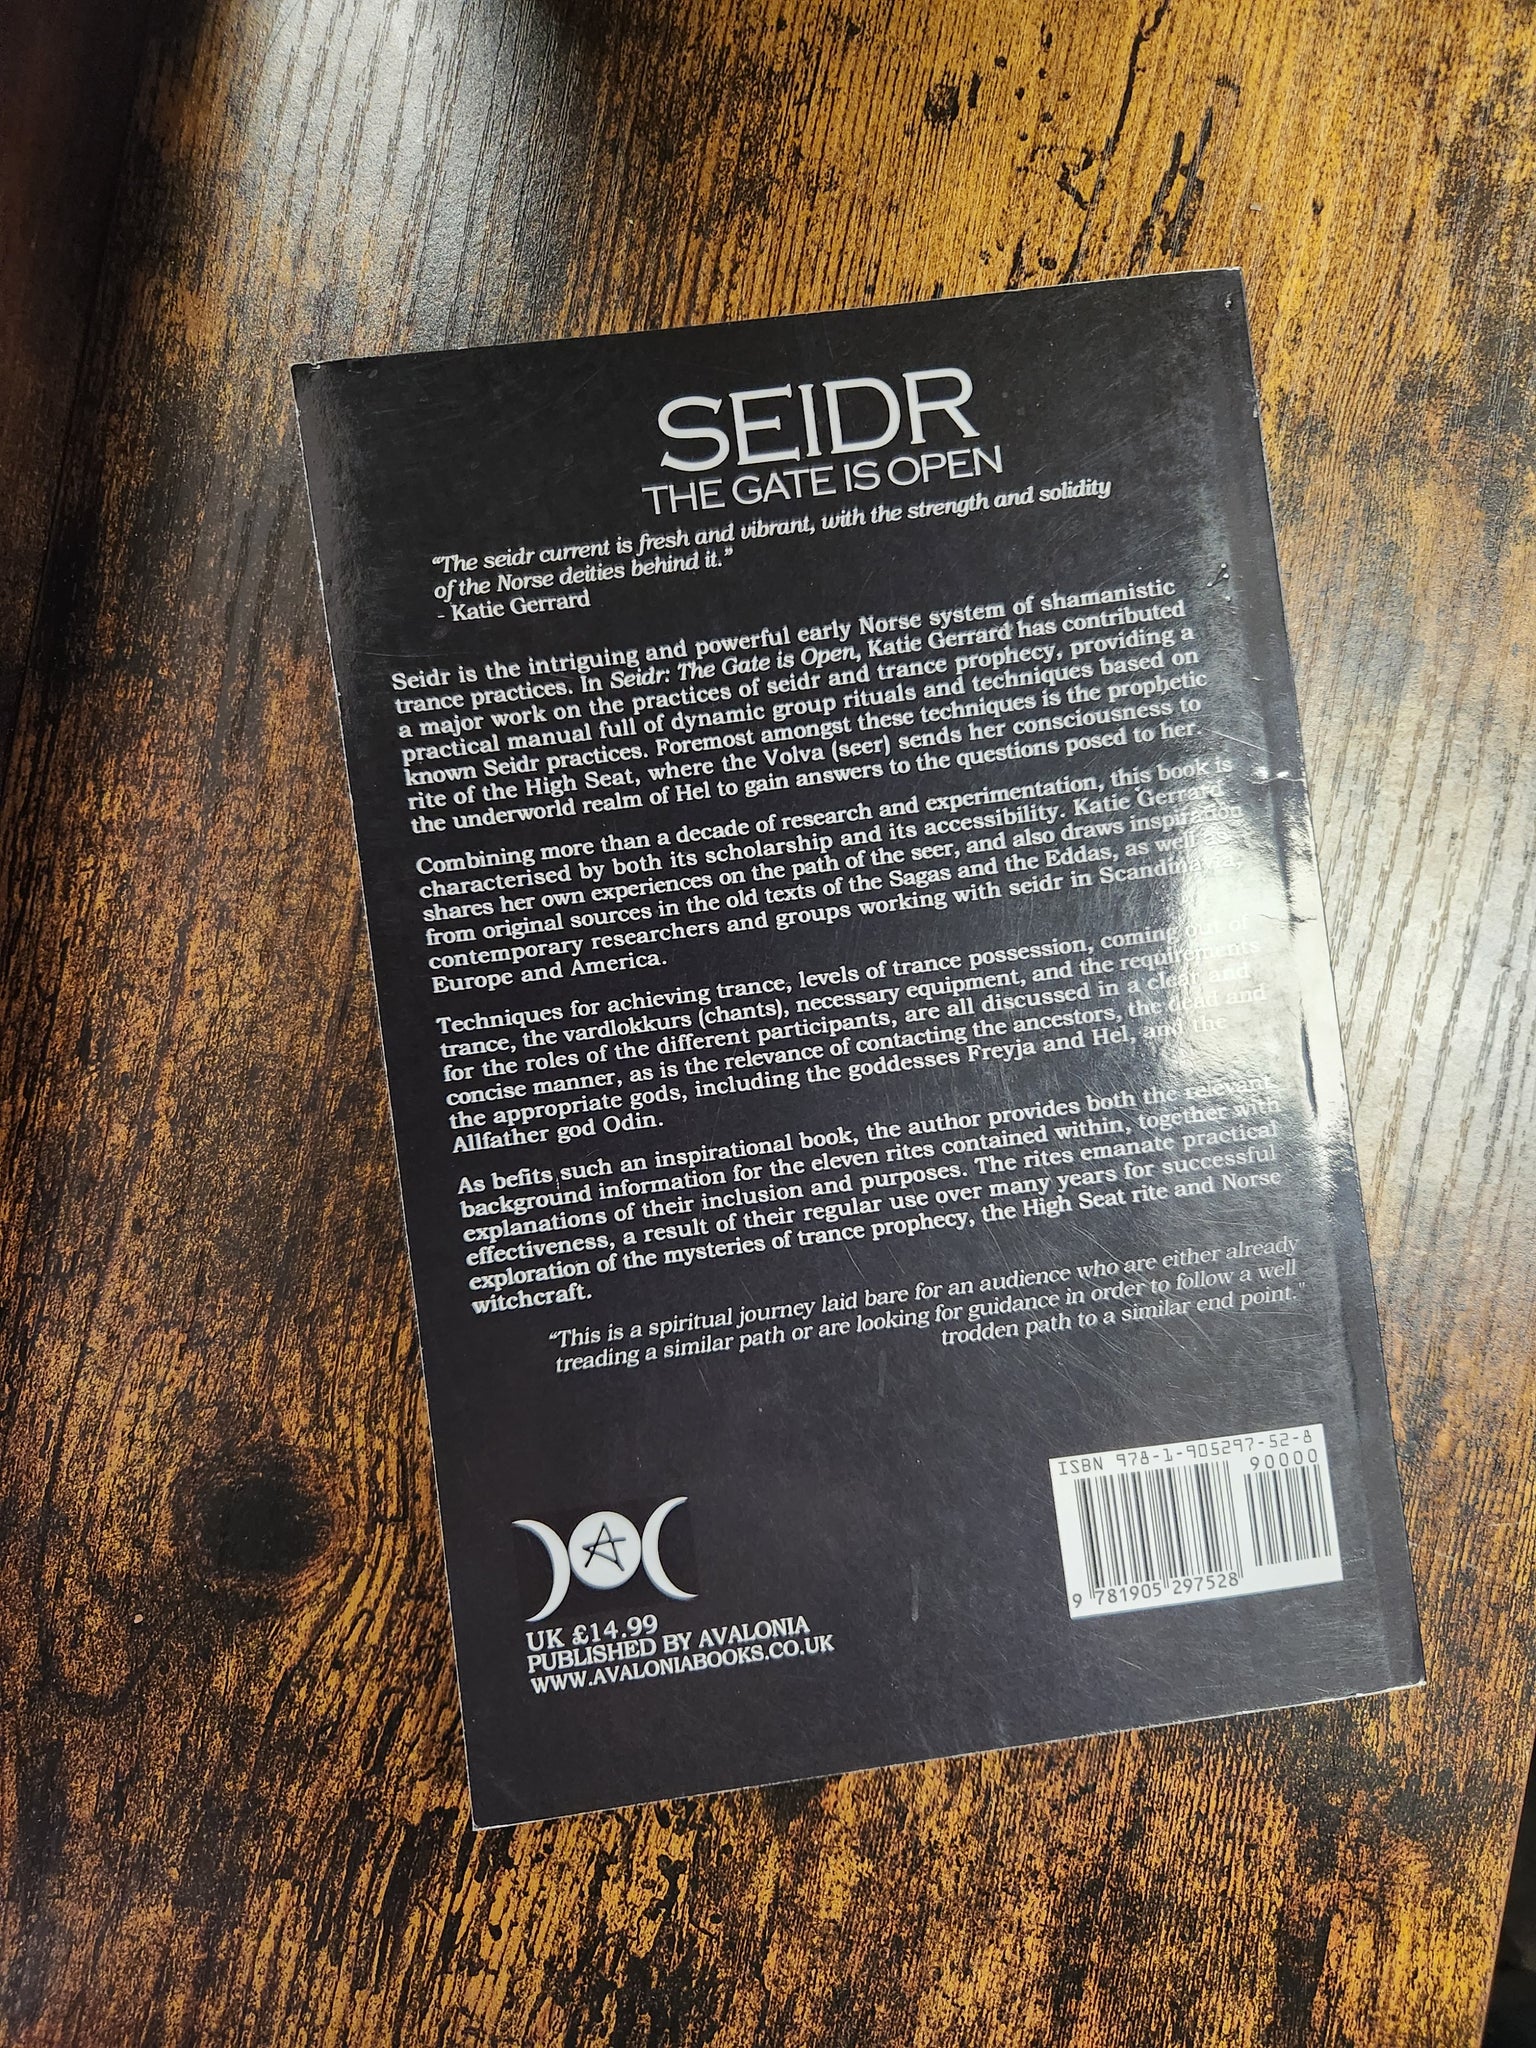 SEIDR
THE GATE IS OPEN
“The seidr current is fresh and vibrant, with the strength and solidity
of the Norse deities behind it.”
- Katie Gerrard
Seidr is the intriguing and powerful early Norse system of shamanistic
trance practices. In Seidr: The Gate is Open, Katie Gerrard has contributed
a major work on the practices of seidr and trance prophecy, providing a
practical manual full of dynamic group rituals and techniques based on
known Seidr practices. Foremost amongst these techniques is the prophetic
rite of the High Seat, where the Volva (seer) sends her consciousness to
the underworld realm of Hel to gain answers to the questions posed to her.
Combining more than a decade of research and experimentation, this book is
characterised by both its scholarship and its accessibility. Katie Gerrard
shares her own experiences on the path of the seer, and also draws inspiration
from original sources in the old texts of the Sagas and the Eddas, as well as
contemporary researchers and groups working with seidr in Scandinavia,
Europe and America.
Techniques for achieving trance, levels of trance possession, coming out of
trance, the vardlokkurs (chants), necessary equipment, and the requirements
for the roles of the different participants, are all discussed in a clear and
concise manner, as is the relevance of contacting the ancestors, the dead and
the appropriate gods, including the goddesses Freyja and Hel, and the
Allfather god Odin.
As befits such an inspirational book, the author provides both the relevant
background information for the eleven rites contained within, together with
explanations of their inclusion and purposes. The rites emanate practical
effectiveness, a result of their regular use over many years for successful
exploration of the mysteries of trance prophecy, the High Seat rite and Norse
witchcraft.
“This is a spiritual journey laid bare for an audience who are either already
treading a similar path or are looking for guidance in order to follow a well
trodden path to a similar end point."
ISBN 978-1-905297-52-8
90000
9 781905 297528
UK £14.99
PUBLISHED BY AVALONIA
WWW.AVALONIABOOKS.CO.UK